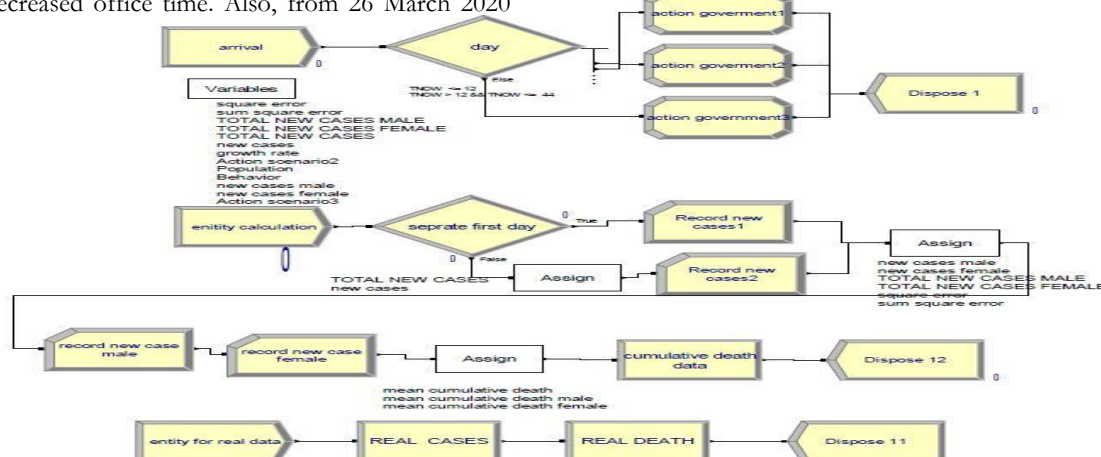 decreased office time. Also, from 26 March 2020
action goverment1
arrival
0
day
action goverment2
Else
TNOW <= 12
TNOW > 12 && TNOW <= 44
action government3
Dispose 1
0
Variables
square error
sum square error
TOTAL NEW CASES MALE
TOTAL NEW CASES FEMALE
TOTAL NEW CASES
new cases
growth rate
Action scenario2
Population
Behavior
new cases male
new cases female
Action scenario3
enitity calculation
0
seprate first day
0
True
0
False
Record new
cases1
TOTAL NEW CASES
new cases
Assign
Record new
cases2
Assign
new cases male
new cases female
TOTAL NEW CASES MALE
TOTAL NEW CASES FEMALE
square error
sum square error
record new case
male
record new case
female
Assign
mean cumulative death
mean cumulative death male
mean cumulative death female
cumulative death
data
Dispose 12
0
entity for real data
REAL CASES
REAL DEATH
Dispose 11